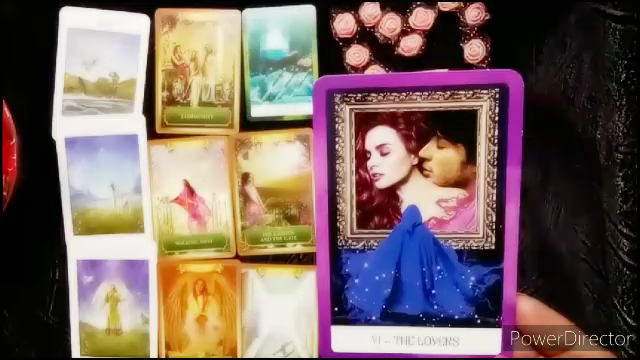 COMMUNITY
WALKING AWAY
THE GARDEN
AND THE GATE
VI - THE LOVERS
PowerDirector